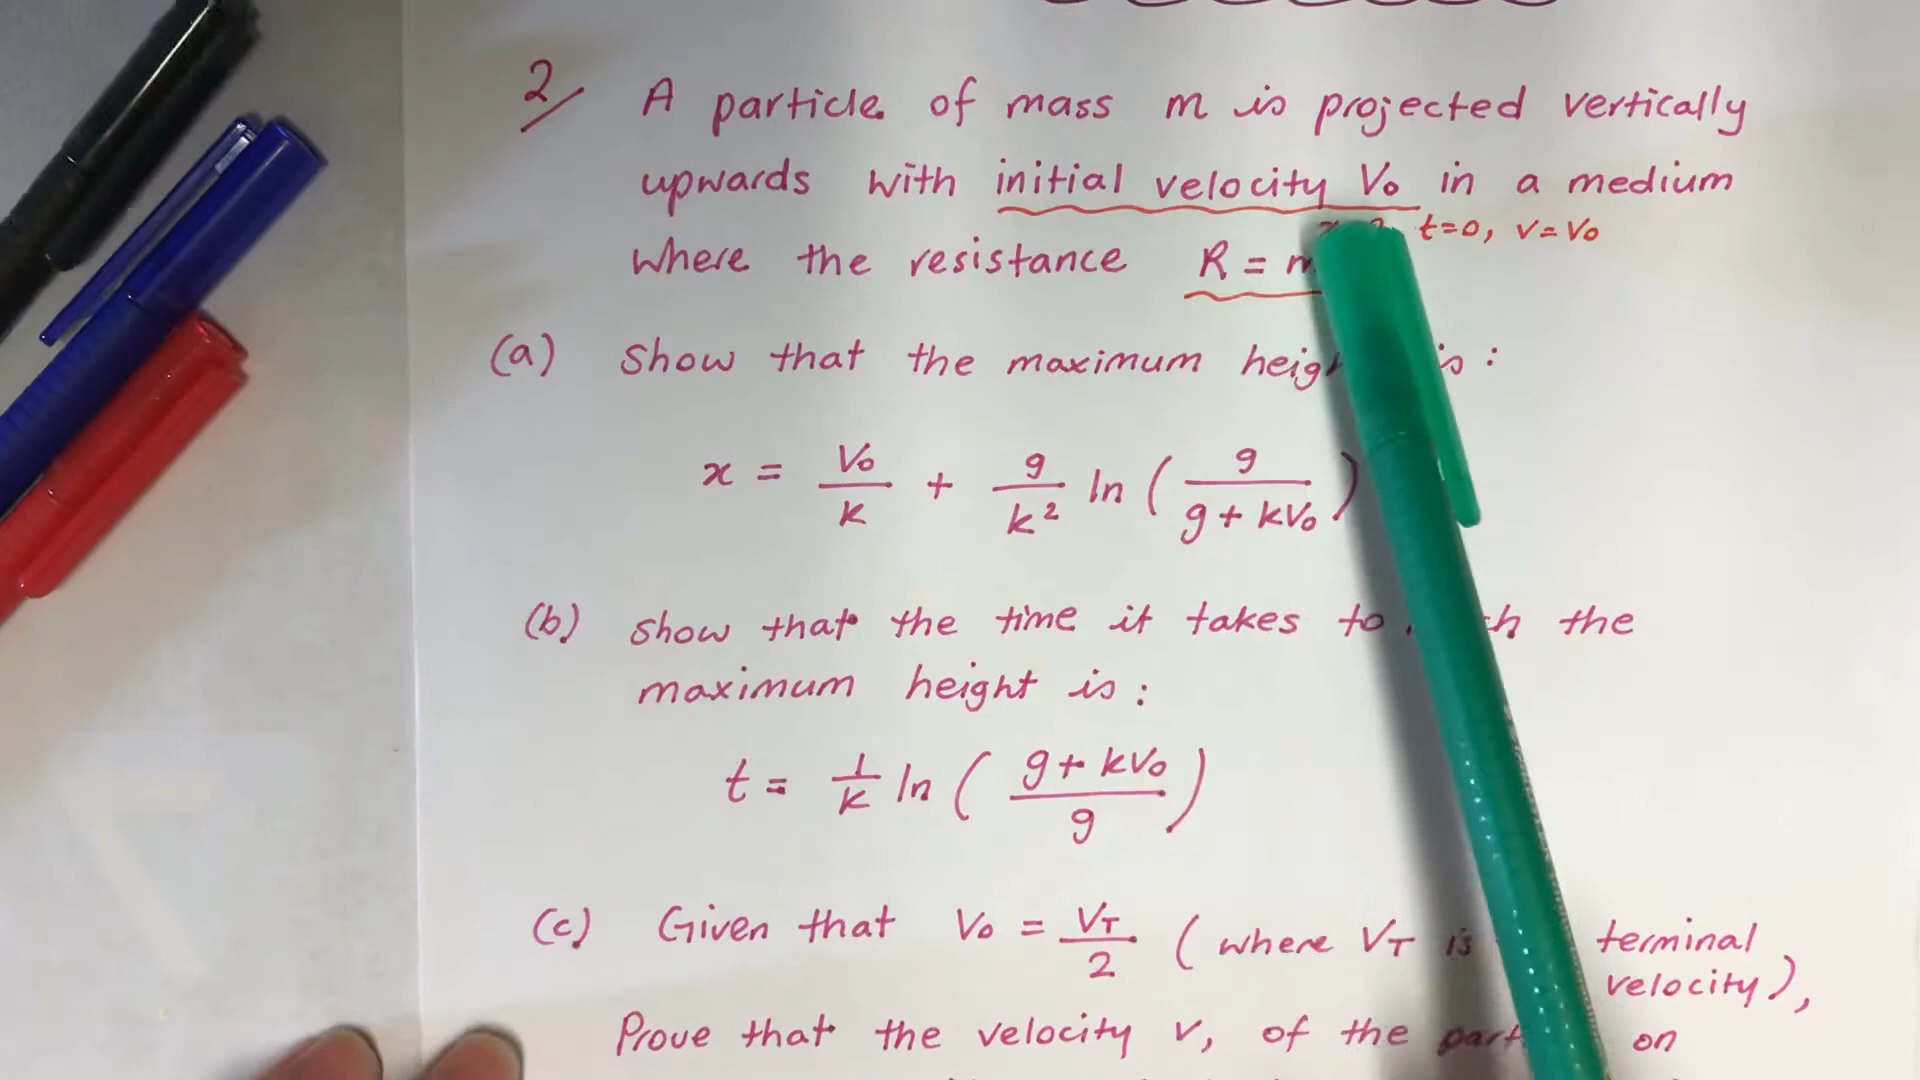 2/ A particle of mass m is projected vertically
upwards with initial velocity V₀ in a medium
t=0, v=V₀
where the resistance R =
(a) Show that the maximum is :
x = V₀/k + g/k² ln ( g/(g+kV₀) )
(b) Show that the time it takes to the
maximum height is :
t = 1/k ln ( (g+kV₀)/g )
(c) Given that V₀ = V_T/2 ( where V_T is terminal
velocity),
Prove that the velocity v, of the on